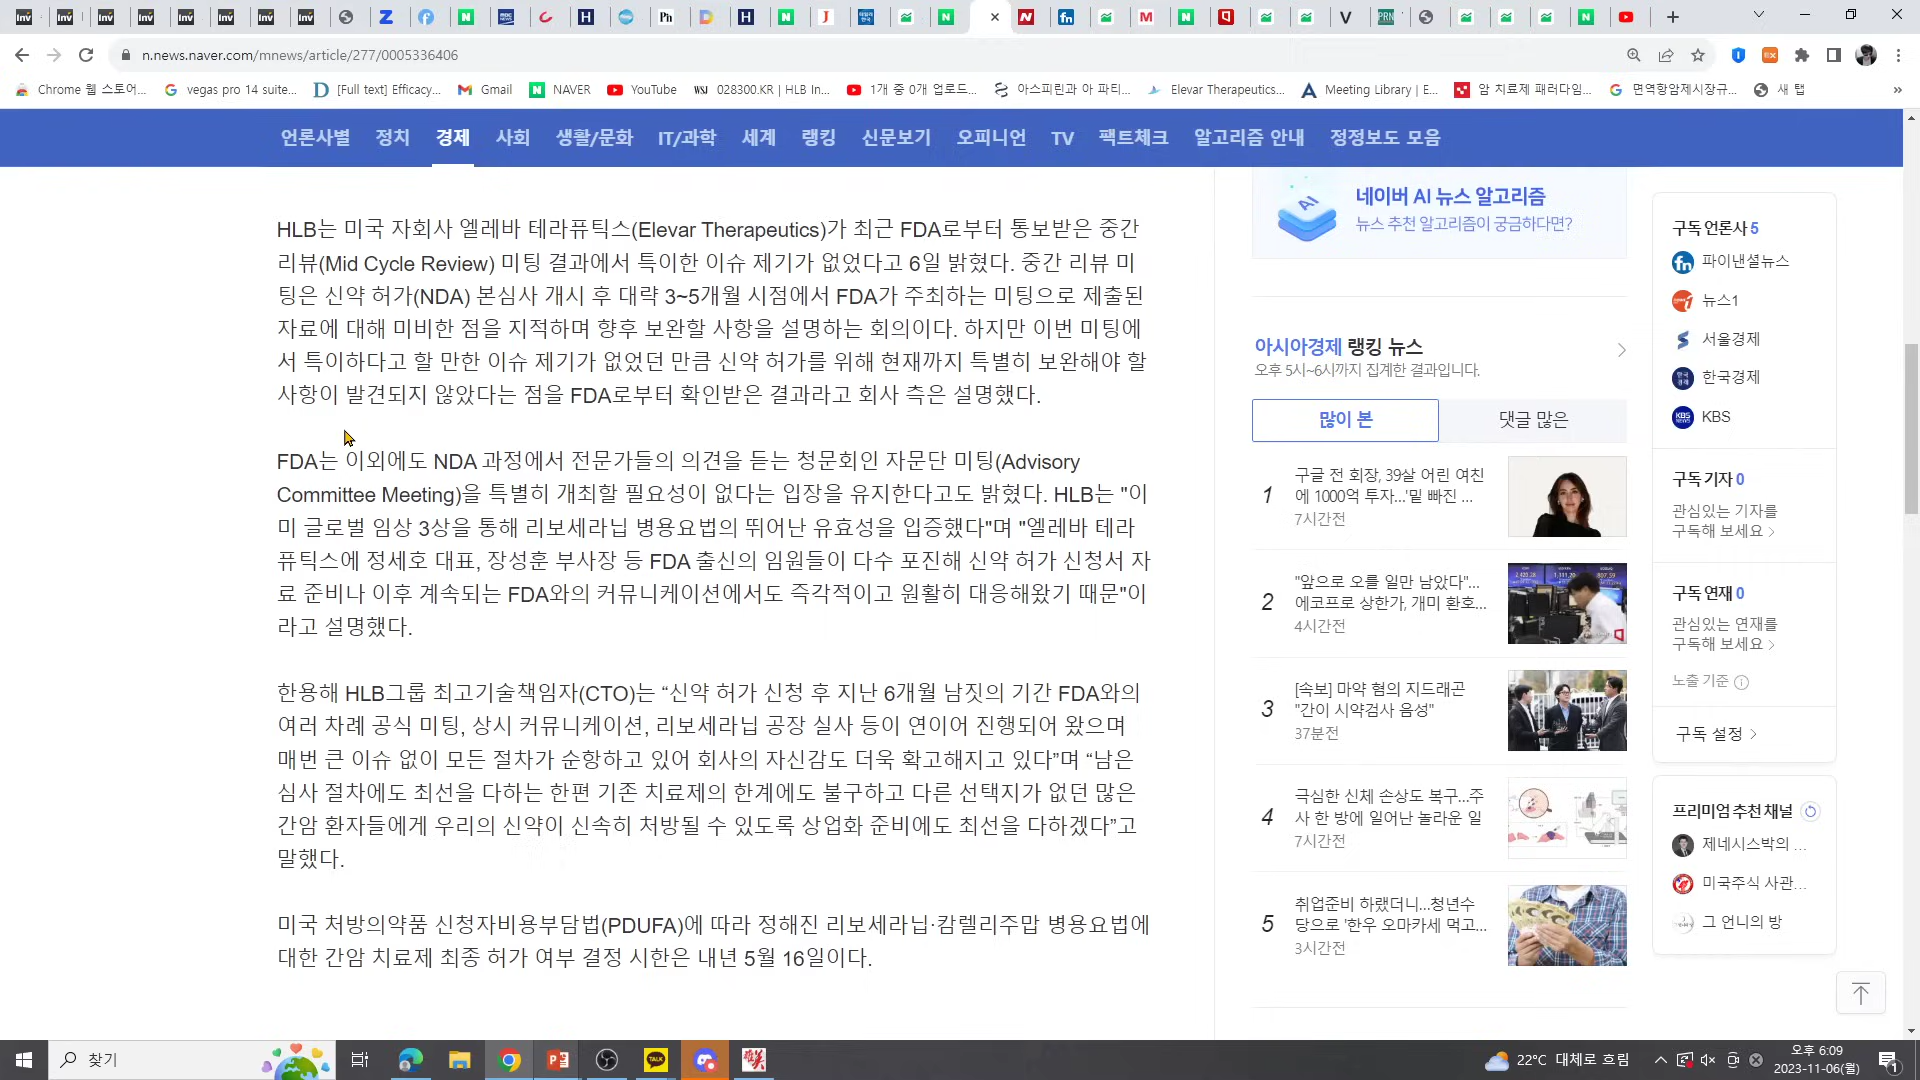 n.news.naver.com/mnews/article/277/0005336406
Chrome 웹 스토어...
vegas pro 14 suite...
[Full text] Efficacy...
Gmail
NAVER
YouTube
028300.KR | HLB In...
1개 중 0개 업로드...
아스피린과 아 파티...
Elevar Therapeutics...
Meeting Library | E...
암 치료제 패러다임...
면역항암제시장규...
새 탭
언론사별 정치 경제 사회 생활/문화 IT/과학 세계 랭킹 신문보기 오피니언 TV 팩트체크 알고리즘 안내 정정보도 모음
HLB는 미국 자회사 엘레바 테라퓨틱스(Elevar Therapeutics)가 최근 FDA로부터 통보받은 중간
리뷰(Mid Cycle Review) 미팅 결과에서 특이한 이슈 제기가 없었다고 6일 밝혔다. 중간 리뷰 미
팅은 신약 허가(NDA) 본심사 개시 후 대략 3~5개월 시점에서 FDA가 주최하는 미팅으로 제출된
자료에 대해 미비한 점을 지적하며 향후 보완할 사항을 설명하는 회의이다. 하지만 이번 미팅에
서 특이하다고 할 만한 이슈 제기가 없었던 만큼 신약 허가를 위해 현재까지 특별히 보완해야 할
사항이 발견되지 않았다는 점을 FDA로부터 확인받은 결과라고 회사 측은 설명했다.
FDA는 이외에도 NDA 과정에서 전문가들의 의견을 듣는 청문회인 자문단 미팅(Advisory
Committee Meeting)을 특별히 개최할 필요성이 없다는 입장을 유지한다고도 밝혔다. HLB는 "이
미 글로벌 임상 3상을 통해 리보세라닙 병용요법의 뛰어난 유효성을 입증했다"며 "엘레바 테라
퓨틱스에 정세호 대표, 장성훈 부사장 등 FDA 출신의 임원들이 다수 포진해 신약 허가 신청서 자
료 준비나 이후 계속되는 FDA와의 커뮤니케이션에서도 즉각적이고 원활히 대응해왔기 때문"이
라고 설명했다.
한용해 HLB그룹 최고기술책임자(CTO)는 “신약 허가 신청 후 지난 6개월 남짓의 기간 FDA와의
여러 차례 공식 미팅, 상시 커뮤니케이션, 리보세라닙 공장 실사 등이 연이어 진행되어 왔으며
매번 큰 이슈 없이 모든 절차가 순항하고 있어 회사의 자신감도 더욱 확고해지고 있다”며 “남은
심사 절차에도 최선을 다하는 한편 기존 치료제의 한계에도 불구하고 다른 선택지가 없던 많은
간암 환자들에게 우리의 신약이 신속히 처방될 수 있도록 상업화 준비에도 최선을 다하겠다”고
말했다.
미국 처방의약품 신청자비용부담법(PDUFA)에 따라 정해진 리보세라닙·캄렐리주맙 병용요법에
대한 간암 치료제 최종 허가 여부 결정 시한은 내년 5월 16일이다.
AI
네이버 AI 뉴스 알고리즘
뉴스 추천 알고리즘이 궁금하다면?
아시아경제 랭킹 뉴스
오후 5시~6시까지 집계한 결과입니다.
많이 본
댓글 많은
1
구글 전 회장, 39살 어린 여친
에 1000억 투자...'밑 빠진 ...
7시간전
2
"앞으로 오를 일만 남았다"...
에코프로 상한가, 개미 환호...
4시간전
3
[속보] 마약 혐의 지드래곤
"간이 시약검사 음성"
37분전
4
극심한 신체 손상도 복구...주
사 한 방에 일어난 놀라운 일
7시간전
5
취업준비 하랬더니...청년수
당으로 '한우 오마카세 먹고...
3시간전
구독 언론사 5
파이낸셜뉴스
뉴스1
서울경제
한국경제
KBS
구독 기자 0
관심있는 기자를
구독해 보세요 >
구독 연재 0
관심있는 연재를
구독해 보세요 >
노출 기준
구독 설정 >
프리미엄 추천 채널
제네시스박의 ...
미국주식 사관...
그 언니의 방
찾기
22°C 대체로 흐림
오후 6:09
2023-11-06(월)
1